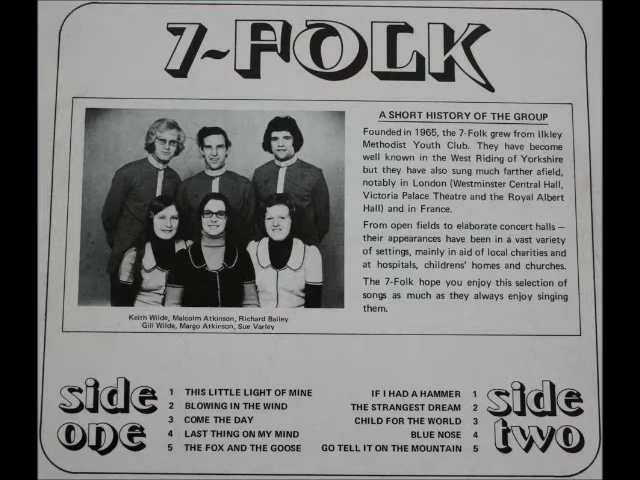 7-FOLK
A SHORT HISTORY OF THE GROUP
Founded in 1965, the 7-Folk grew from Ilkley
Methodist Youth Club. They have become
well known in the West Riding of Yorkshire
but they have also sung much farther afield,
notably in London (Westminster Central Hall,
Victoria Palace Theatre and the Royal Albert
Hall) and in France.
From open fields to elaborate concert halls —
their appearances have been in a vast variety
of settings, mainly in aid of local charities and
at hospitals, childrens' homes and churches.
The 7-Folk hope you enjoy this selection of
songs as much as they always enjoy singing
them.
Keith Wilde, Malcolm Atkinson, Richard Bailey
Gill Wilde, Margo Atkinson, Sue Varley
side
one
1 THIS LITTLE LIGHT OF MINE
2 BLOWING IN THE WIND
3 COME THE DAY
4 LAST THING ON MY MIND
5 THE FOX AND THE GOOSE
IF I HAD A HAMMER 1
THE STRANGEST DREAM 2
CHILD FOR THE WORLD 3
BLUE NOSE 4
GO TELL IT ON THE MOUNTAIN 5
side
two